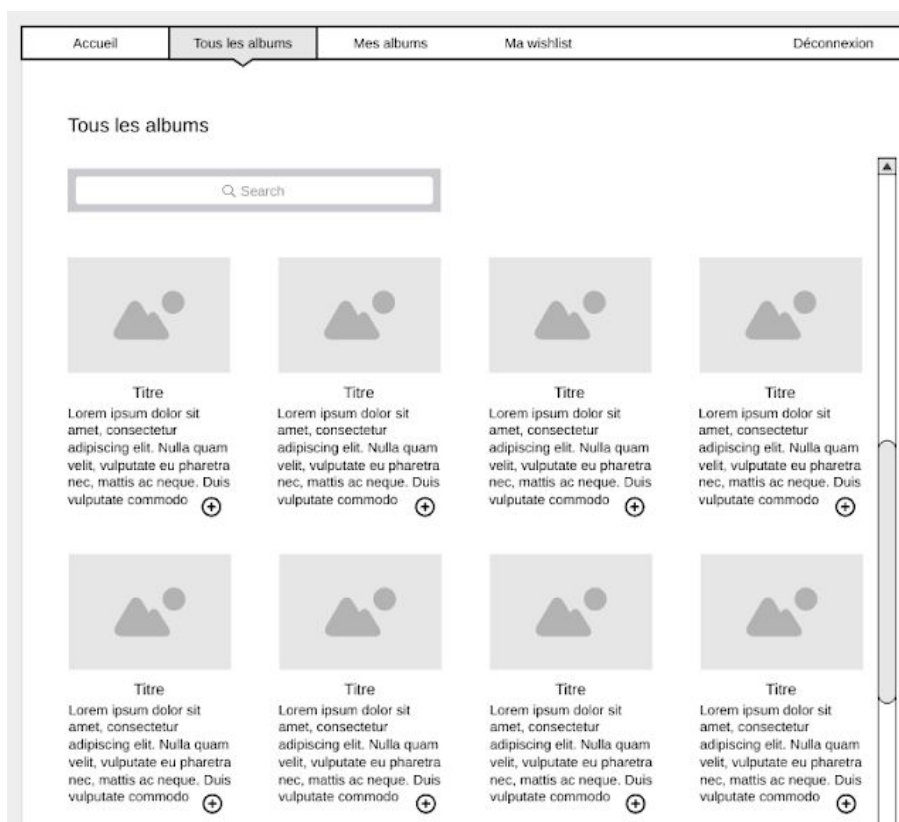 Accueil
Tous les albums
Mes albums
Ma wishlist
Déconnexion
Tous les albums
Search
Titre
Lorem ipsum dolor sit
amet, consectetur
adipiscing elit. Nulla quam
velit, vulputate eu pharetra
nec, mattis ac neque. Duis
vulputate commodo
Titre
Lorem ipsum dolor sit
amet, consectetur
adipiscing elit. Nulla quam
velit, vulputate eu pharetra
nec, mattis ac neque. Duis
vulputate commodo
Titre
Lorem ipsum dolor sit
amet, consectetur
adipiscing elit. Nulla quam
velit, vulputate eu pharetra
nec, mattis ac neque. Duis
vulputate commodo
Titre
Lorem ipsum dolor sit
amet, consectetur
adipiscing elit. Nulla quam
velit, vulputate eu pharetra
nec, mattis ac neque. Duis
vulputate commodo
Titre
Lorem ipsum dolor sit
amet, consectetur
adipiscing elit. Nulla quam
velit, vulputate eu pharetra
nec, mattis ac neque. Duis
vulputate commodo
Titre
Lorem ipsum dolor sit
amet, consectetur
adipiscing elit. Nulla quam
velit, vulputate eu pharetra
nec, mattis ac neque. Duis
vulputate commodo
Titre
Lorem ipsum dolor sit
amet, consectetur
adipiscing elit. Nulla quam
velit, vulputate eu pharetra
nec, mattis ac neque. Duis
vulputate commodo
Titre
Lorem ipsum dolor sit
amet, consectetur
adipiscing elit. Nulla quam
velit, vulputate eu pharetra
nec, mattis ac neque. Duis
vulputate commodo